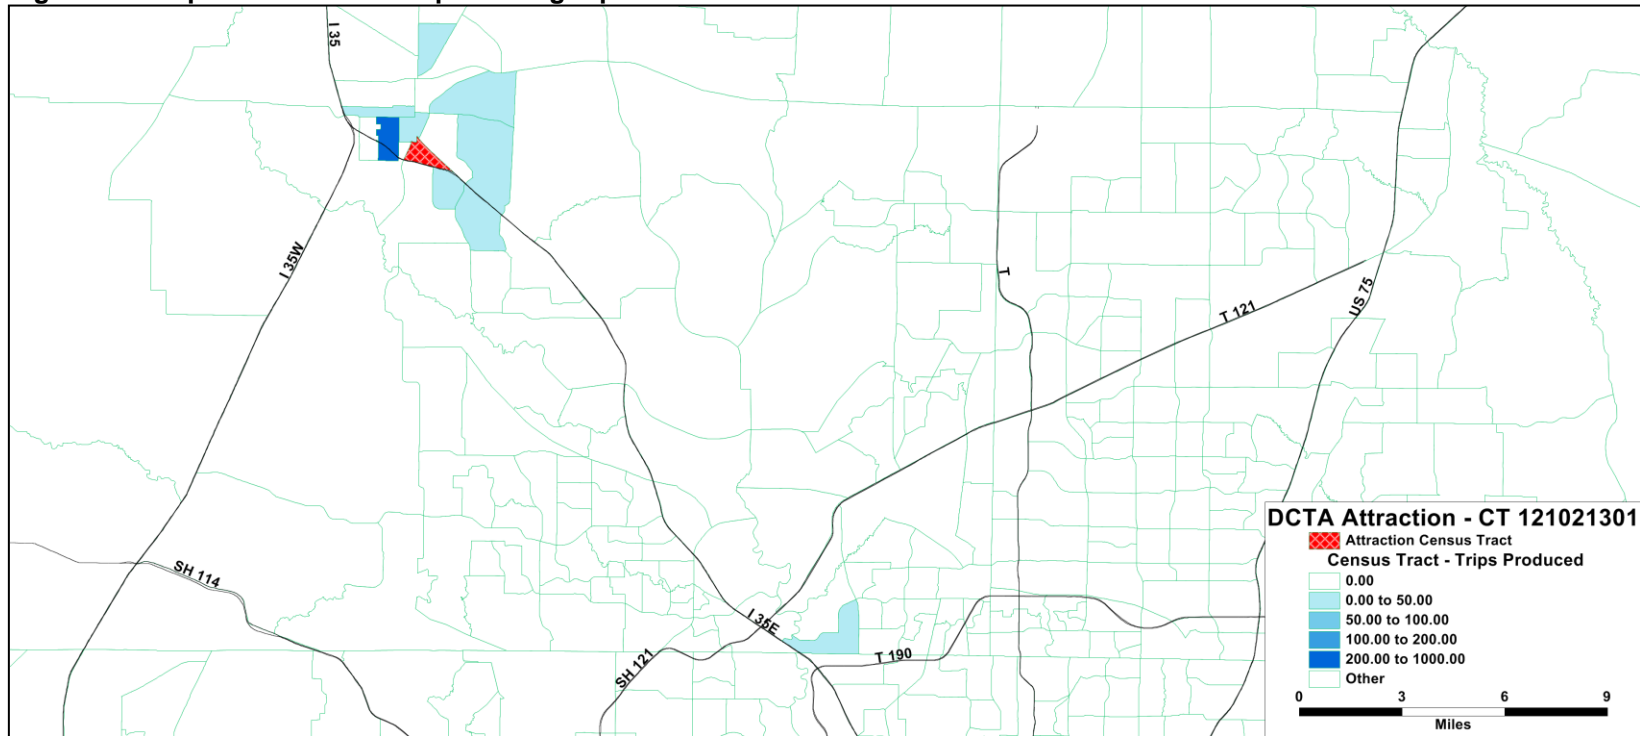 I 35
I 35W
T
T 121
US 75
SH 114
I 35E
SH 121
T 190
DCTA Attraction - CT 121021301
Attraction Census Tract
Census Tract - Trips Produced
0.00
0.00 to 50.00
50.00 to 100.00
100.00 to 200.00
200.00 to 1000.00
Other
0 3 6 9
Miles